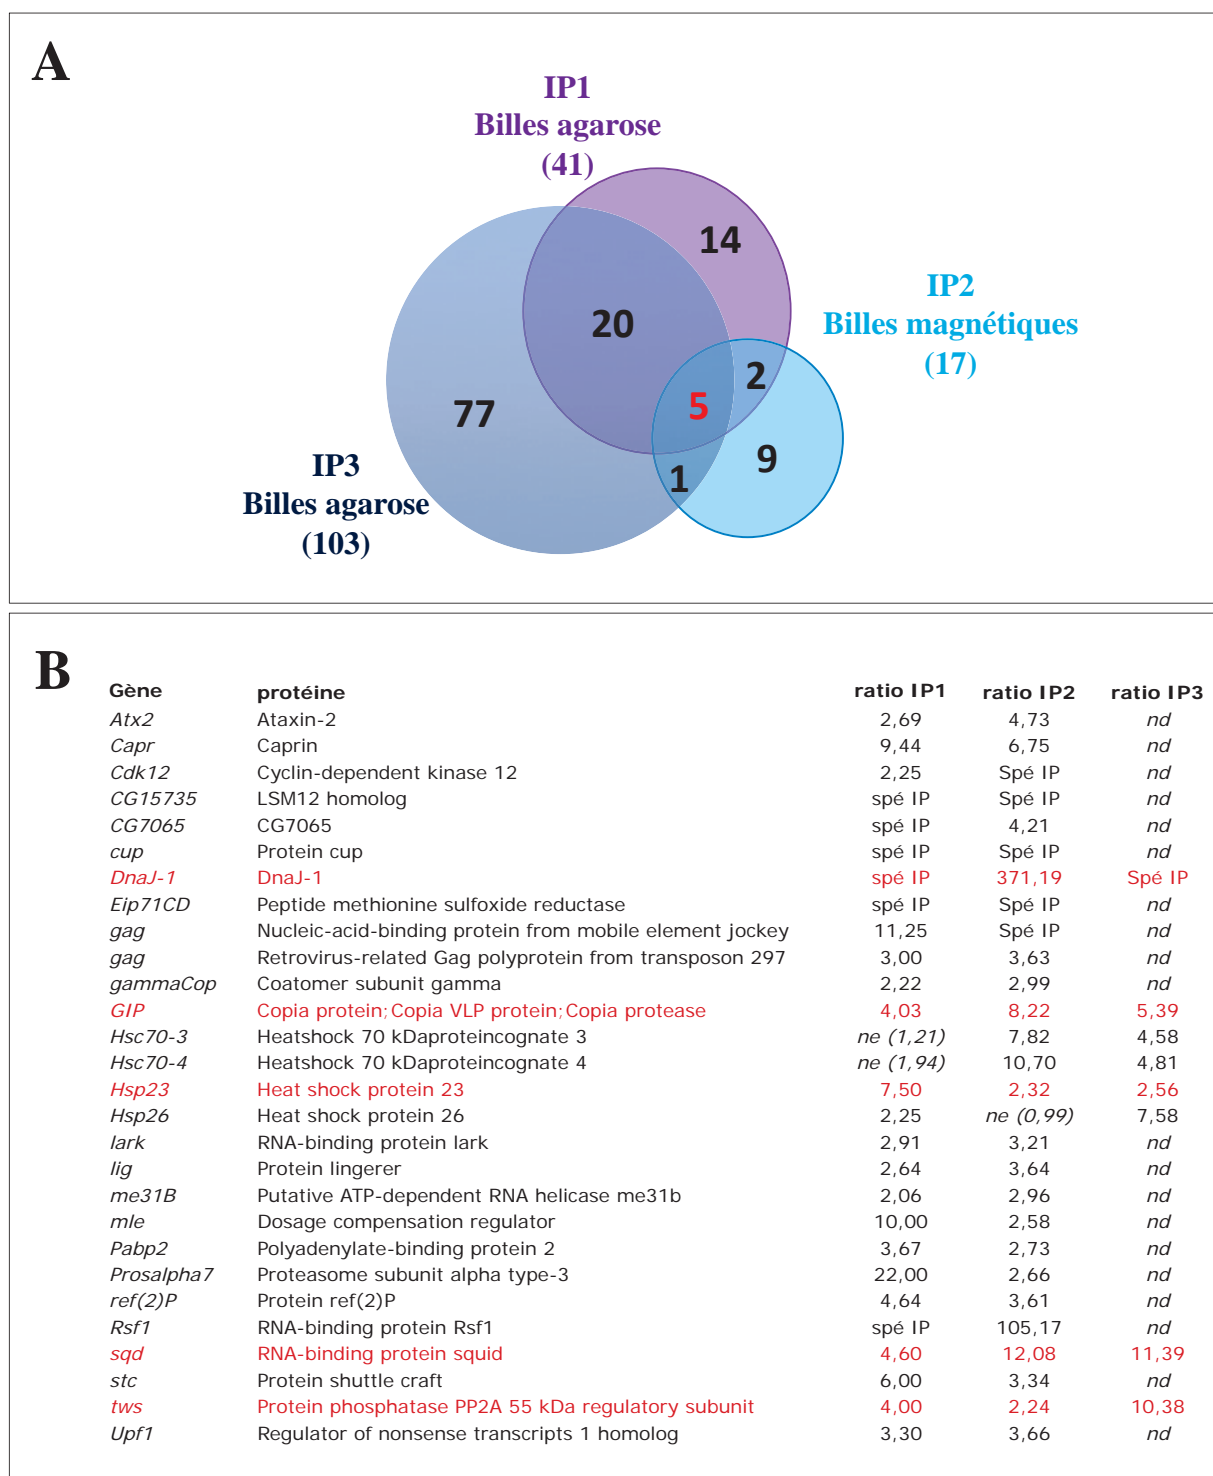 A
IP1
Billes agarose
(41)
14
IP2
Billes magnétiques
(17)
20
2
5
77
9
1
IP3
Billes agarose
(103)
B
Gène protéine ratio IP1 ratio IP2 ratio IP3
Atx2 Ataxin-2 2,69 4,73 nd
Capr Caprin 9,44 6,75 nd
Cdk12 Cyclin-dependent kinase 12 2,25 Spé IP nd
CG15735 LSM12 homolog spé IP Spé IP nd
CG7065 CG7065 spé IP 4,21 nd
cup Protein cup spé IP Spé IP nd
DnaJ-1 DnaJ-1 spé IP 371,19 Spé IP
Eip71CD Peptide methionine sulfoxide reductase spé IP Spé IP nd
gag Nucleic-acid-binding protein from mobile element jockey 11,25 Spé IP nd
gag Retrovirus-related Gag polyprotein from transposon 297 3,00 3,63 nd
gammaCop Coatomer subunit gamma 2,22 2,99 nd
GIP Copia protein;Copia VLP protein;Copia protease 4,03 8,22 5,39
Hsc70-3 Heatshock 70 kDaproteincognate 3 ne (1,21) 7,82 4,58
Hsc70-4 Heatshock 70 kDaproteincognate 4 ne (1,94) 10,70 4,81
Hsp23 Heat shock protein 23 7,50 2,32 2,56
Hsp26 Heat shock protein 26 2,25 ne (0,99) 7,58
lark RNA-binding protein lark 2,91 3,21 nd
lig Protein lingerer 2,64 3,64 nd
me31B Putative ATP-dependent RNA helicase me31b 2,06 2,96 nd
mle Dosage compensation regulator 10,00 2,58 nd
Pabp2 Polyadenylate-binding protein 2 3,67 2,73 nd
Prosalpha7 Proteasome subunit alpha type-3 22,00 2,66 nd
ref(2)P Protein ref(2)P 4,64 3,61 nd
Rsf1 RNA-binding protein Rsf1 spé IP 105,17 nd
sqd RNA-binding protein squid 4,60 12,08 11,39
stc Protein shuttle craft 6,00 3,34 nd
tws Protein phosphatase PP2A 55 kDa regulatory subunit 4,00 2,24 10,38
Upf1 Regulator of nonsense transcripts 1 homolog 3,30 3,66 nd